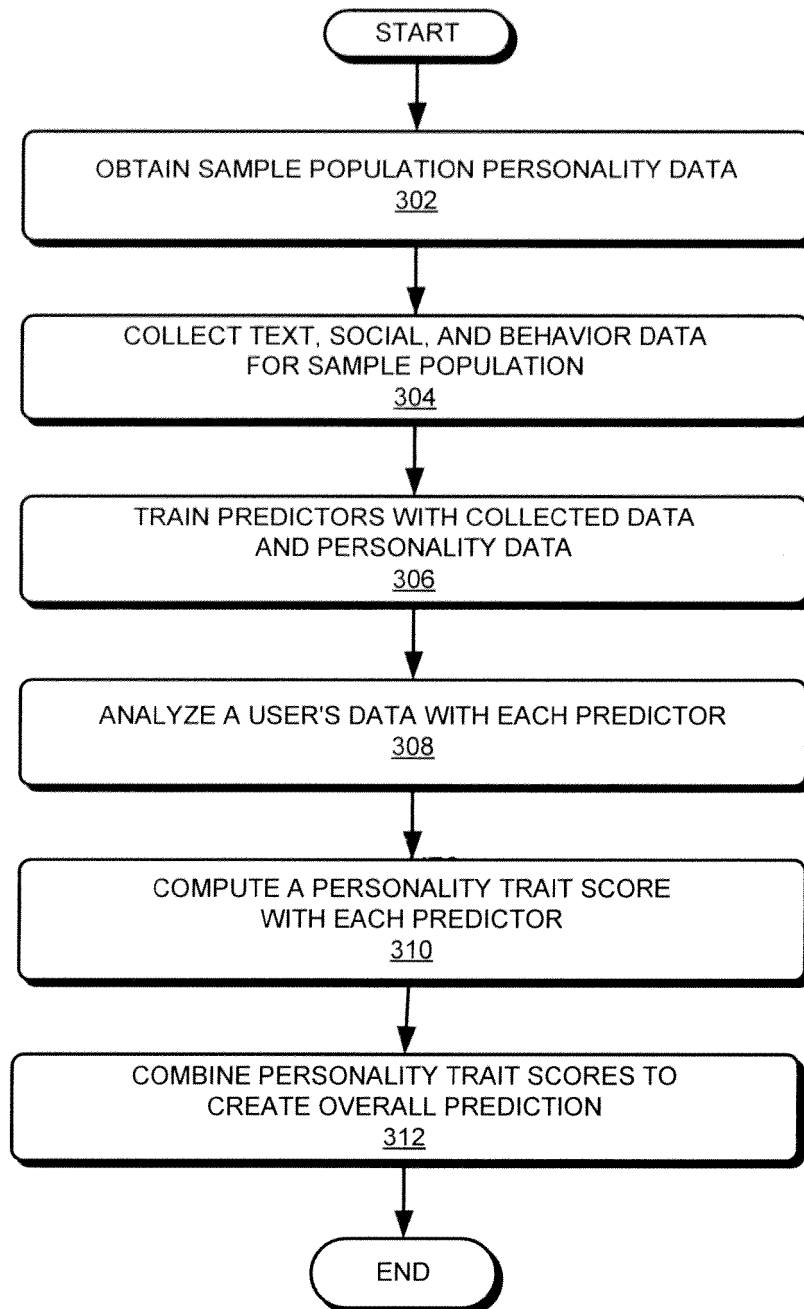 START
OBTAIN SAMPLE POPULATION PERSONALITY DATA
302
COLLECT TEXT, SOCIAL, AND BEHAVIOR DATA
FOR SAMPLE POPULATION
304
TRAIN PREDICTORS WITH COLLECTED DATA
AND PERSONALITY DATA
306
ANALYZE A USER'S DATA WITH EACH PREDICTOR
308
COMPUTE A PERSONALITY TRAIT SCORE
WITH EACH PREDICTOR
310
COMBINE PERSONALITY TRAIT SCORES TO
CREATE OVERALL PREDICTION
312
END